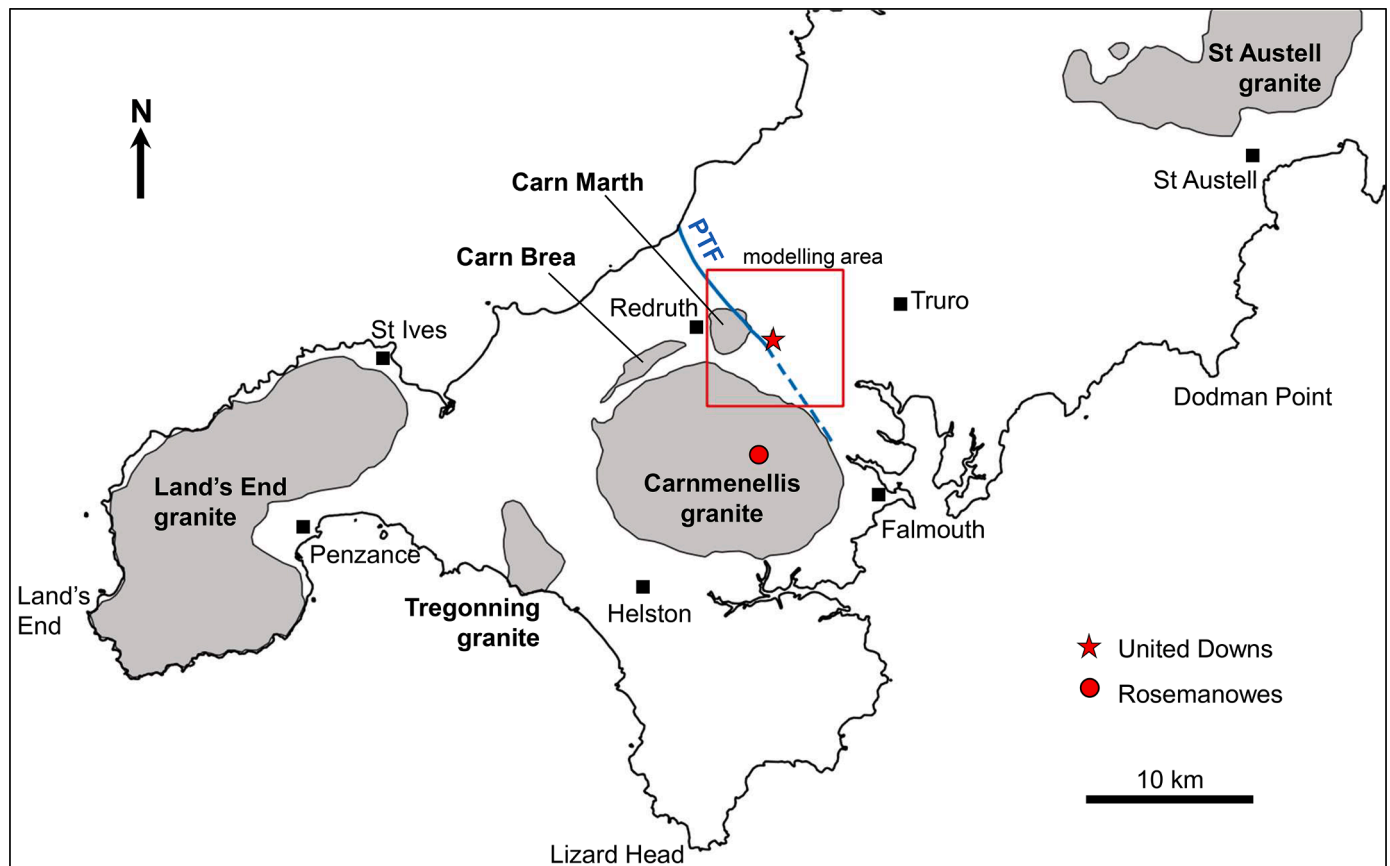 St Austell
granite
N
St Austell
Carn Marth
PTF
modelling area
Carn Brea
Redruth
Truro
St Ives
Dodman Point
Land's End
granite
Carnmenellis
granite
Falmouth
Penzance
Land's
End
Tregonning
granite
Helston
United Downs
Rosemanowes
10 km
Lizard Head